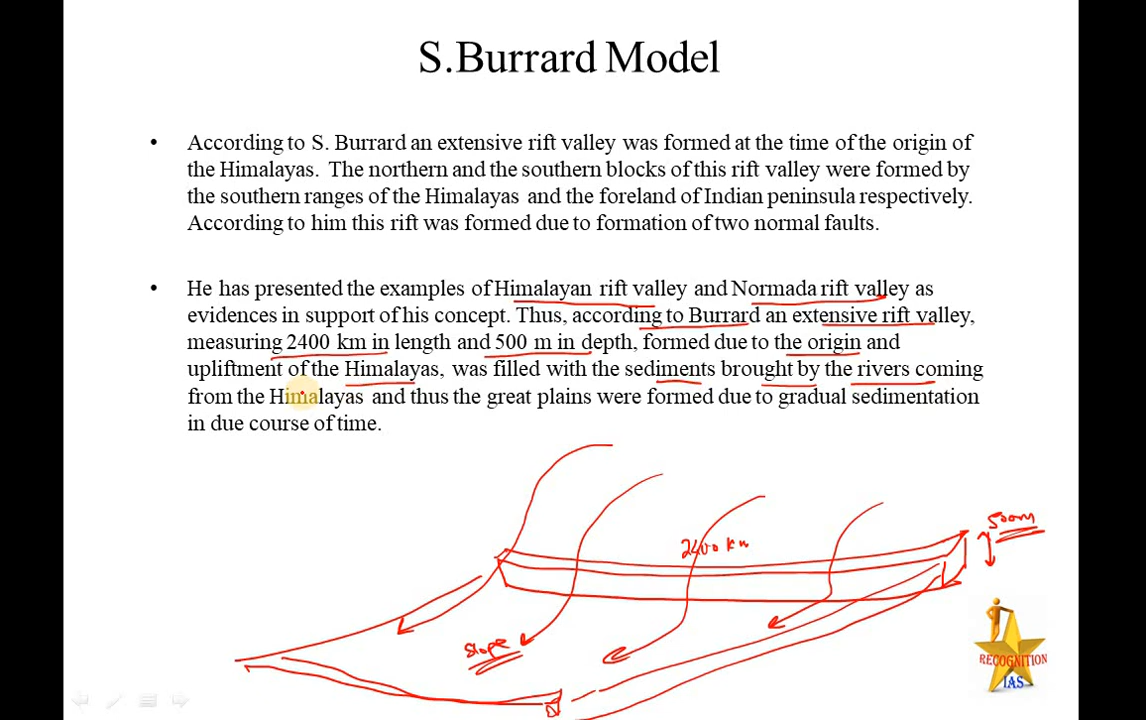 S.Burrard Model
• According to S. Burrard an extensive rift valley was formed at the time of the origin of
the Himalayas. The northern and the southern blocks of this rift valley were formed by
the southern ranges of the Himalayas and the foreland of Indian peninsula respectively.
According to him this rift was formed due to formation of two normal faults.
• He has presented the examples of Himalayan rift valley and Normada rift valley as
evidences in support of his concept. Thus, according to Burrard an extensive rift valley,
measuring 2400 km in length and 500 m in depth, formed due to the origin and
upliftment of the Himalayas, was filled with the sediments brought by the rivers coming
from the Himalayas and thus the great plains were formed due to gradual sedimentation
in due course of time.
500m
2400 km
slope
RECOGNITION
IAS